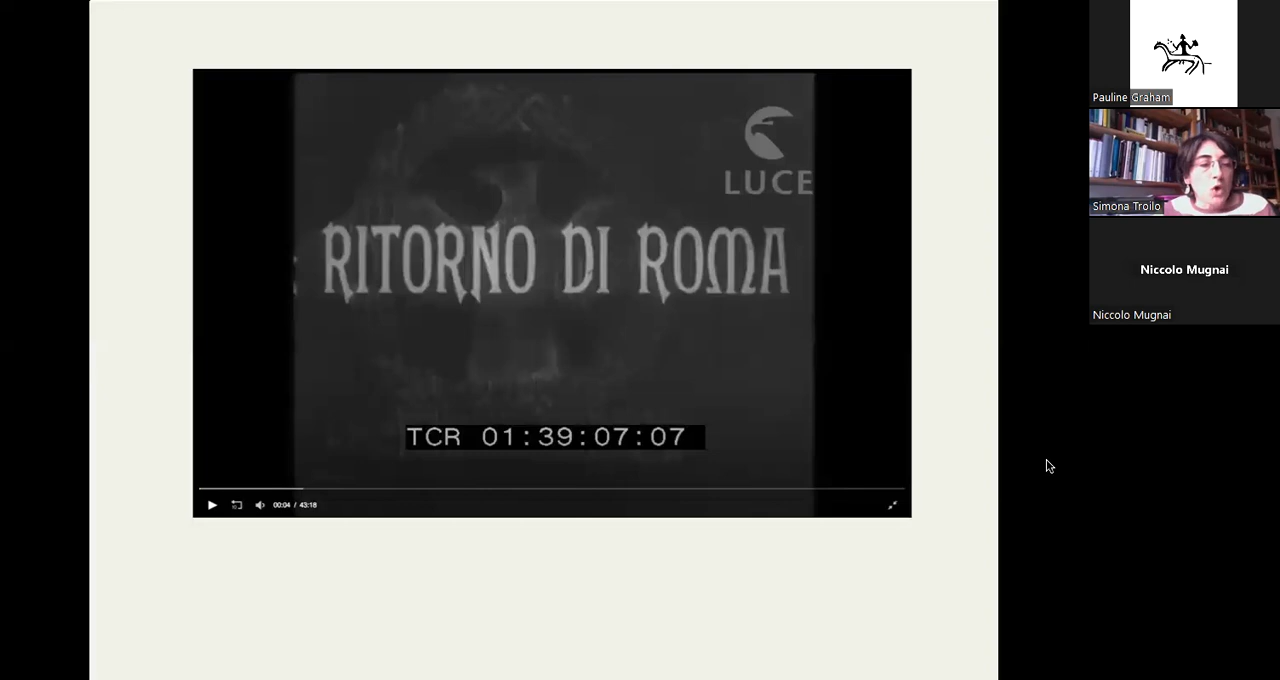 LUCE
RITORNO DI ROMA
TCR 01:39:07:07
00:04 / 43:18
Pauline Graham
Simona Troilo
Niccolo Mugnai
Niccolo Mugnai